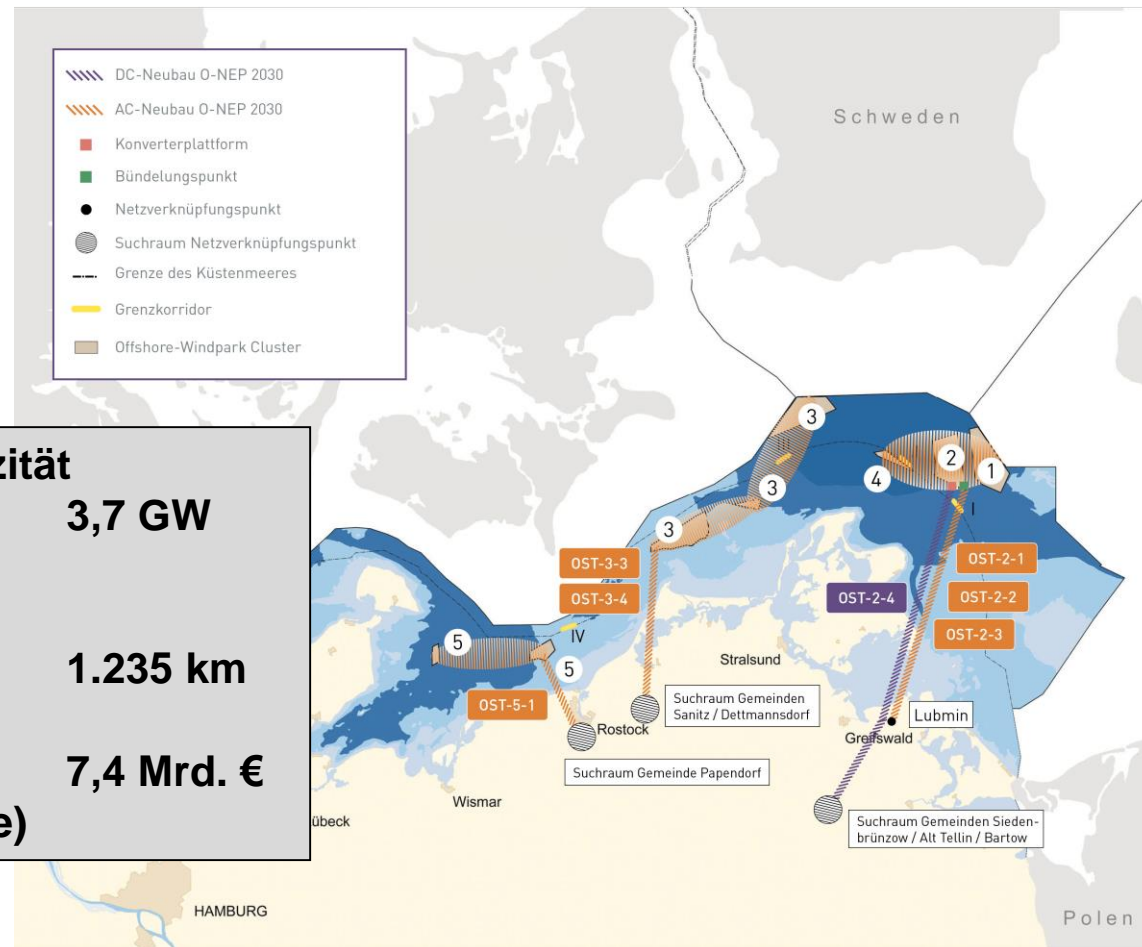 DC-Neubau O-NEP 2030
AC-Neubau O-NEP 2030
Konverterplattform
Bündelungspunkt
Netzverknüpfungspunkt
Suchraum Netzverknüpfungspunkt
Grenze des Küstenmeeres
Grenzkorridor
Offshore-Windpark Cluster
Schweden
zität
3,7 GW
1.235 km
7,4 Mrd. €
e)
3
3
3
4
2
1
I
OST-3-3
OST-3-4
OST-2-4
OST-2-1
OST-2-2
OST-2-3
IV
5
5
OST-5-1
Stralsund
Suchraum Gemeinden
Sanitz / Dettmannsdorf
Rostock
Suchraum Gemeinde Papendorf
Lubmin
Greifswald
Wismar
übeck
Suchraum Gemeinden Sieden-
brünzow / Alt Tellin / Bartow
HAMBURG
Polen